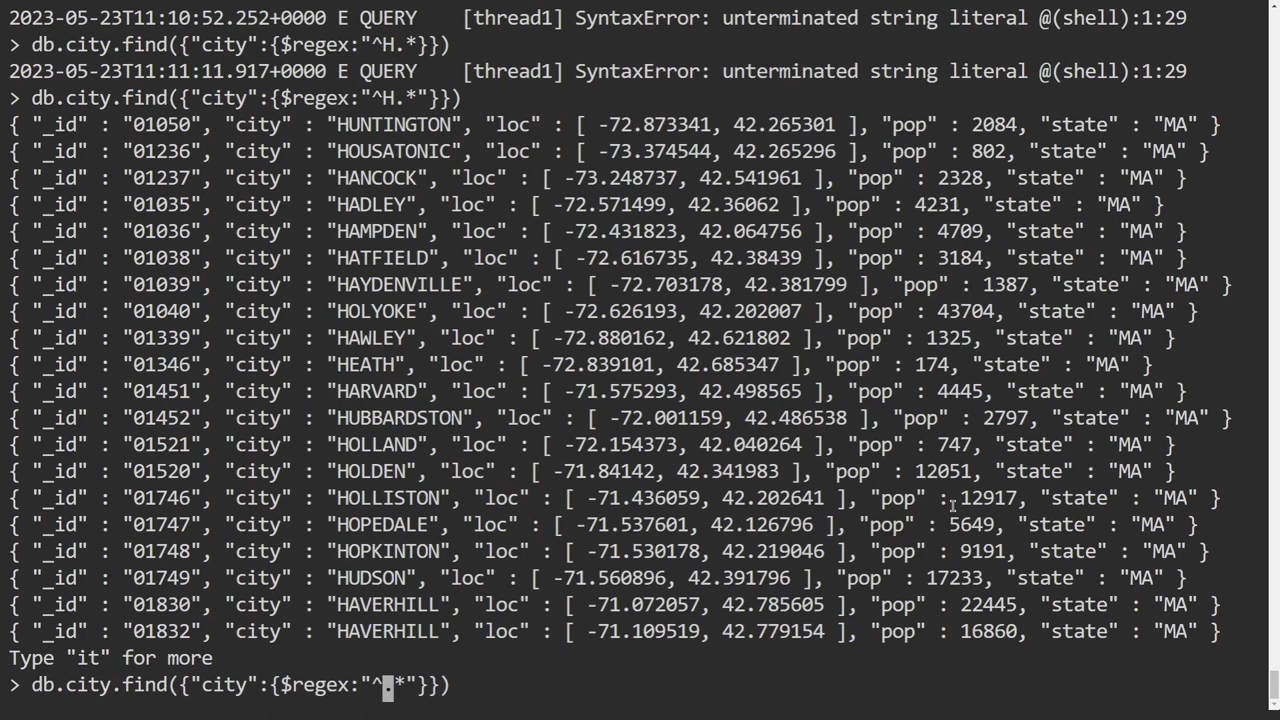 2023-05-23T11:10:52.252+0000 E QUERY    [thread1] SyntaxError: unterminated string literal @(shell):1:29
> db.city.find({"city":{$regex:"^H.*}})
2023-05-23T11:11:11.917+0000 E QUERY    [thread1] SyntaxError: unterminated string literal @(shell):1:29
> db.city.find({"city":{$regex:"^H.*"}})
{ "_id" : "01050", "city" : "HUNTINGTON", "loc" : [ -72.873341, 42.265301 ], "pop" : 2084, "state" : "MA" }
{ "_id" : "01236", "city" : "HOUSATONIC", "loc" : [ -73.374544, 42.265296 ], "pop" : 802, "state" : "MA" }
{ "_id" : "01237", "city" : "HANCOCK", "loc" : [ -73.248737, 42.541961 ], "pop" : 2328, "state" : "MA" }
{ "_id" : "01035", "city" : "HADLEY", "loc" : [ -72.571499, 42.36062 ], "pop" : 4231, "state" : "MA" }
{ "_id" : "01036", "city" : "HAMPDEN", "loc" : [ -72.431823, 42.064756 ], "pop" : 4709, "state" : "MA" }
{ "_id" : "01038", "city" : "HATFIELD", "loc" : [ -72.616735, 42.38439 ], "pop" : 3184, "state" : "MA" }
{ "_id" : "01039", "city" : "HAYDENVILLE", "loc" : [ -72.703178, 42.381799 ], "pop" : 1387, "state" : "MA" }
{ "_id" : "01040", "city" : "HOLYOKE", "loc" : [ -72.626193, 42.202007 ], "pop" : 43704, "state" : "MA" }
{ "_id" : "01339", "city" : "HAWLEY", "loc" : [ -72.880162, 42.621802 ], "pop" : 1325, "state" : "MA" }
{ "_id" : "01346", "city" : "HEATH", "loc" : [ -72.839101, 42.685347 ], "pop" : 174, "state" : "MA" }
{ "_id" : "01451", "city" : "HARVARD", "loc" : [ -71.575293, 42.498565 ], "pop" : 4445, "state" : "MA" }
{ "_id" : "01452", "city" : "HUBBARDSTON", "loc" : [ -72.001159, 42.486538 ], "pop" : 2797, "state" : "MA" }
{ "_id" : "01521", "city" : "HOLLAND", "loc" : [ -72.154373, 42.040264 ], "pop" : 747, "state" : "MA" }
{ "_id" : "01520", "city" : "HOLDEN", "loc" : [ -71.84142, 42.341983 ], "pop" : 12051, "state" : "MA" }
{ "_id" : "01746", "city" : "HOLLISTON", "loc" : [ -71.436059, 42.202641 ], "pop" : 12917, "state" : "MA" }
{ "_id" : "01747", "city" : "HOPEDALE", "loc" : [ -71.537601, 42.126796 ], "pop" : 5649, "state" : "MA" }
{ "_id" : "01748", "city" : "HOPKINTON", "loc" : [ -71.530178, 42.219046 ], "pop" : 9191, "state" : "MA" }
{ "_id" : "01749", "city" : "HUDSON", "loc" : [ -71.560896, 42.391796 ], "pop" : 17233, "state" : "MA" }
{ "_id" : "01830", "city" : "HAVERHILL", "loc" : [ -71.072057, 42.785605 ], "pop" : 22445, "state" : "MA" }
{ "_id" : "01832", "city" : "HAVERHILL", "loc" : [ -71.109519, 42.779154 ], "pop" : 16860, "state" : "MA" }
Type "it" for more
> db.city.find({"city":{$regex:"^.*"}})